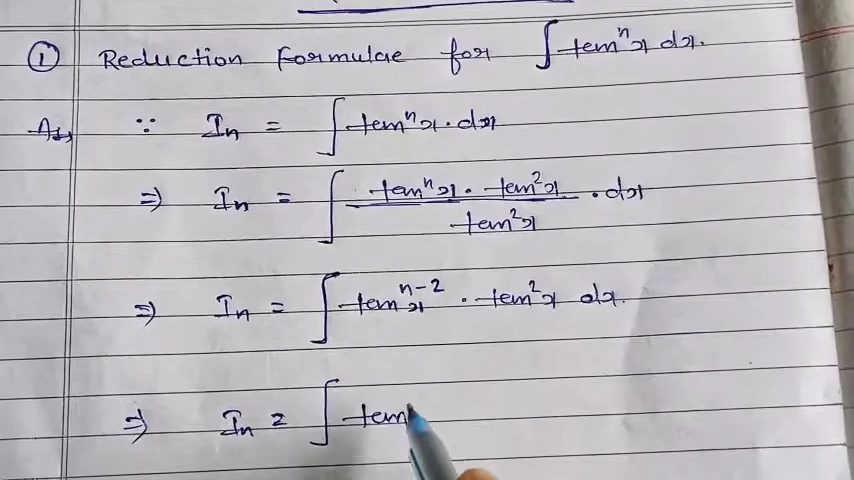 ① Reduction formulae for ∫ tanⁿx dx.
Ans ∵ Iₙ = ∫ tanⁿx · dx
⇒ Iₙ = ∫ (tanⁿx · tan²x / tan²x) · dx
⇒ Iₙ = ∫ tanⁿ⁻²x · tan²x dx.
⇒ Iₙ = ∫ tan